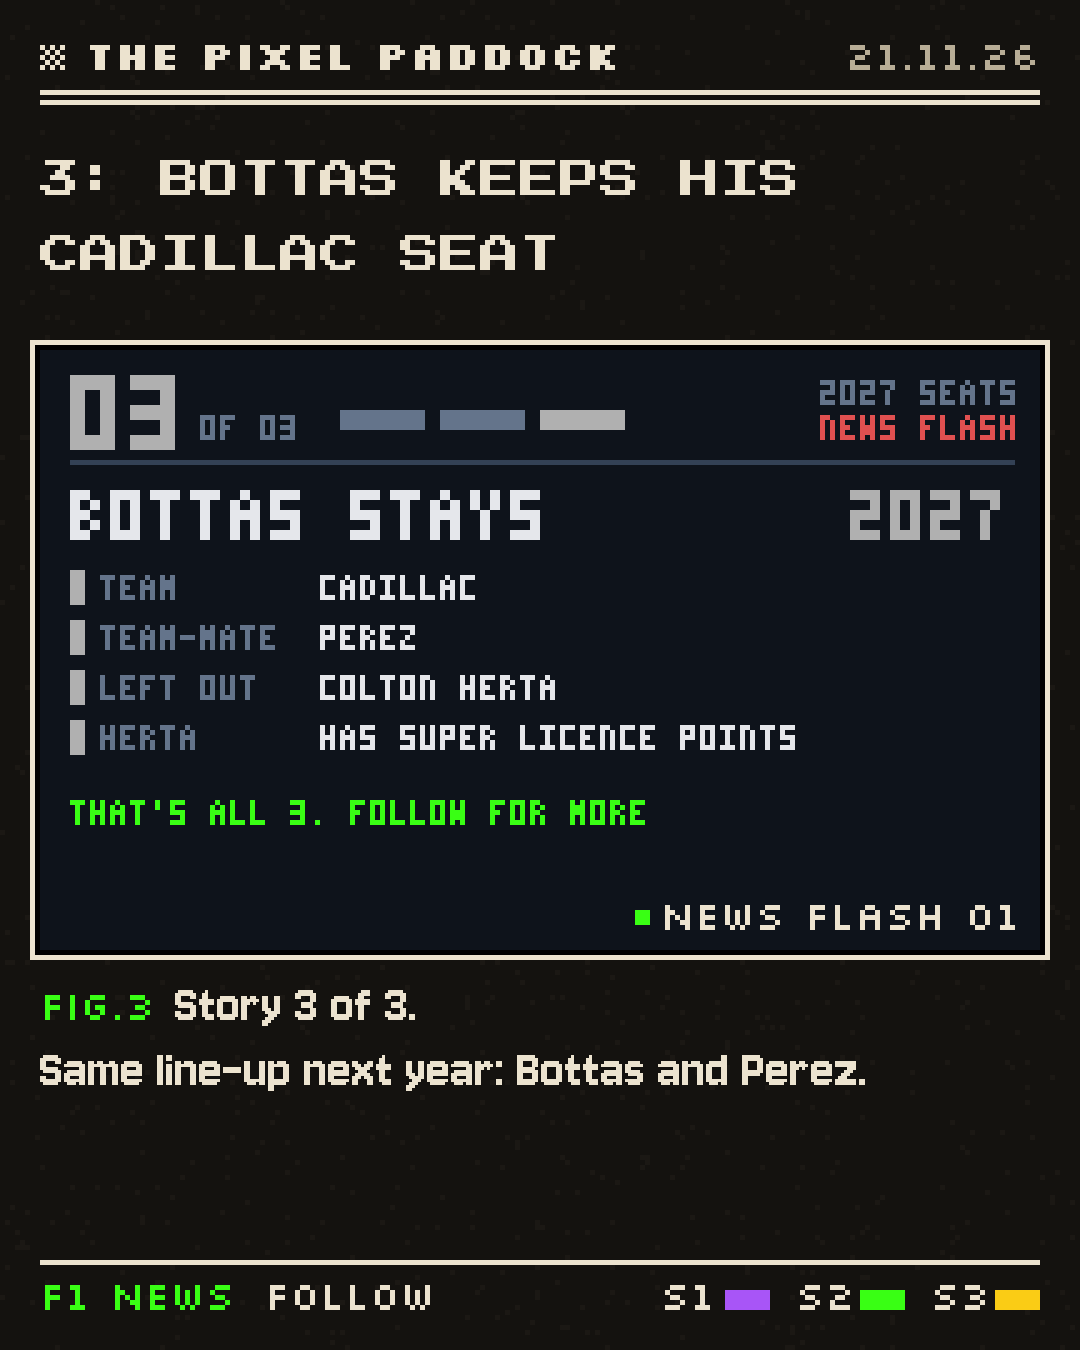 THE PIXEL PADDOCK 21.11.26
3: BOTTAS KEEPS HIS
CADILLAC SEAT
03 OF 03
2027 SEATS
NEWS FLASH
BOTTAS STAYS 2027
TEAM CADILLAC
TEAM-MATE PEREZ
LEFT OUT COLTON HERTA
HERTA HAS SUPER LICENCE POINTS
THAT'S ALL 3. FOLLOW FOR MORE
NEWS FLASH 01
FIG.3 Story 3 of 3.
Same line-up next year: Bottas and Perez.
F1 NEWS FOLLOW S1 S2 S3